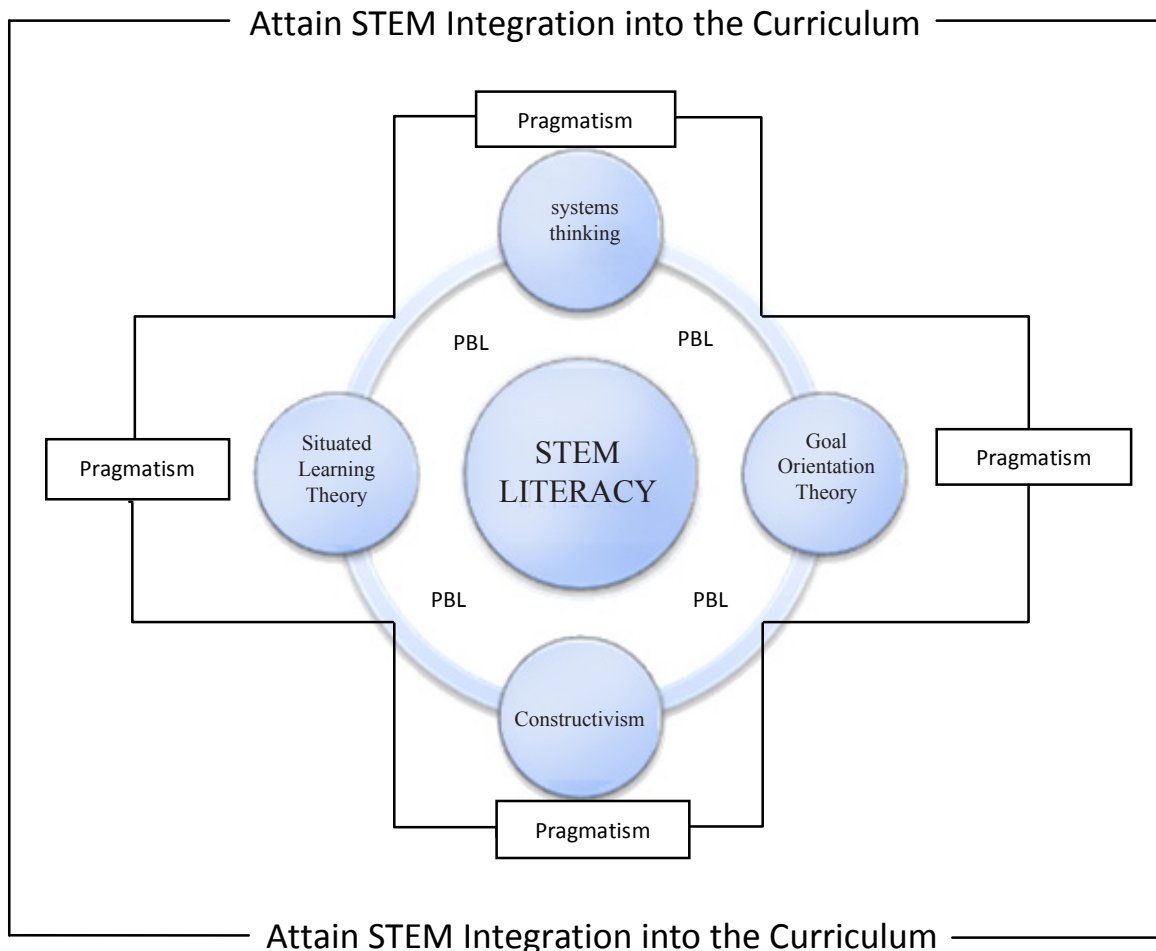 Attain STEM Integration into the Curriculum
Pragmatism
systems
thinking
PBL
PBL
Pragmatism
Situated
Learning
Theory
STEM
LITERACY
Goal
Orientation
Theory
Pragmatism
PBL
PBL
Constructivism
Pragmatism
Attain STEM Integration into the Curriculum